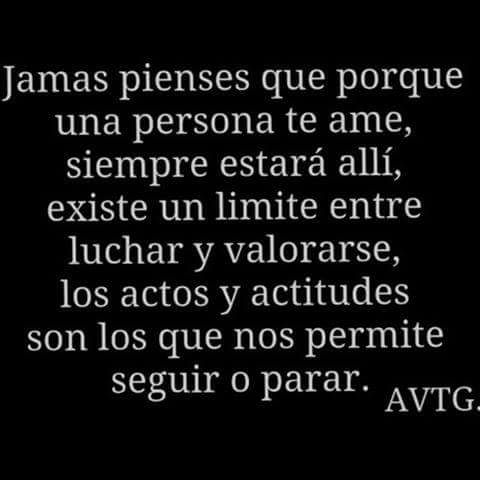 Jamas pienses que porque
una persona te ame,
siempre estará allí,
existe un limite entre
luchar y valorarse,
los actos y actitudes
son los que nos permite
seguir o parar.
AVTG.